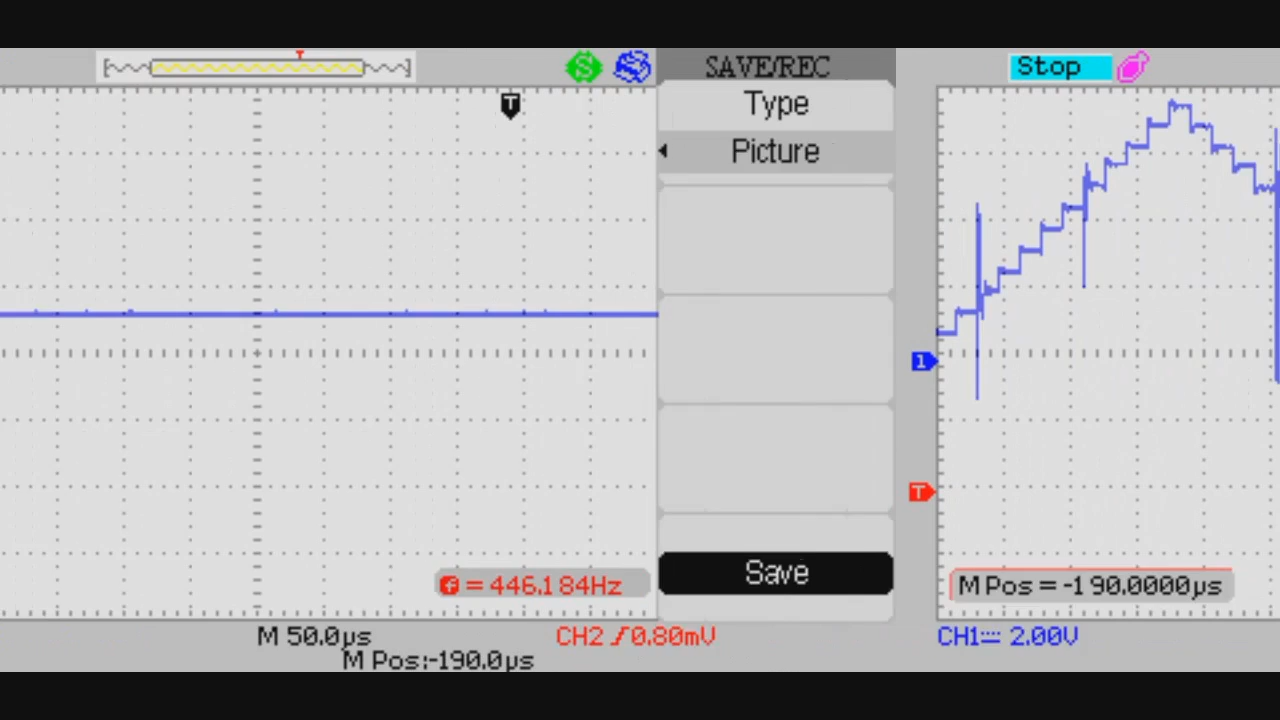 T
S
SAVE/REC
Stop
T
Type
Picture
1
T
Save
f = 446.184Hz
M Pos = -190.0000µs
M 50.0µs
CH2 0.80mV
CH1 2.00V
M Pos:-190.0µs